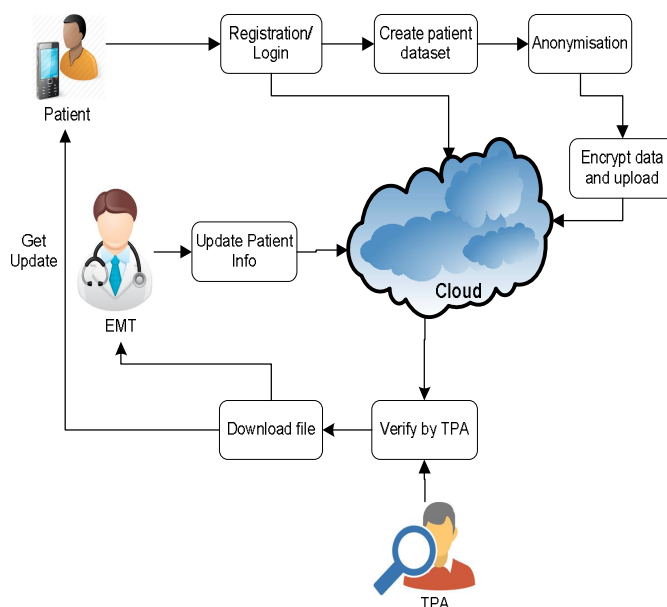 Registration/
Login
Create patient
dataset
Anonymisation
Patient
Encrypt data
and upload
Get
Update
Update Patient
Info
Cloud
EMT
Download file
Verify by TPA
TPA